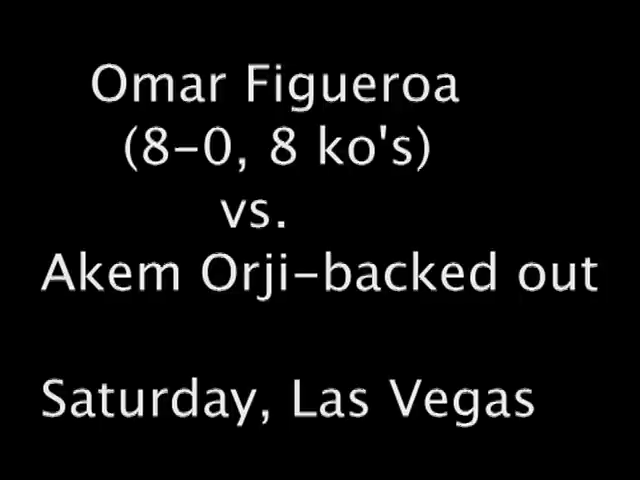 Omar Figueroa
(8-0, 8 ko's)
vs.
Akem Orji-backed out
Saturday, Las Vegas